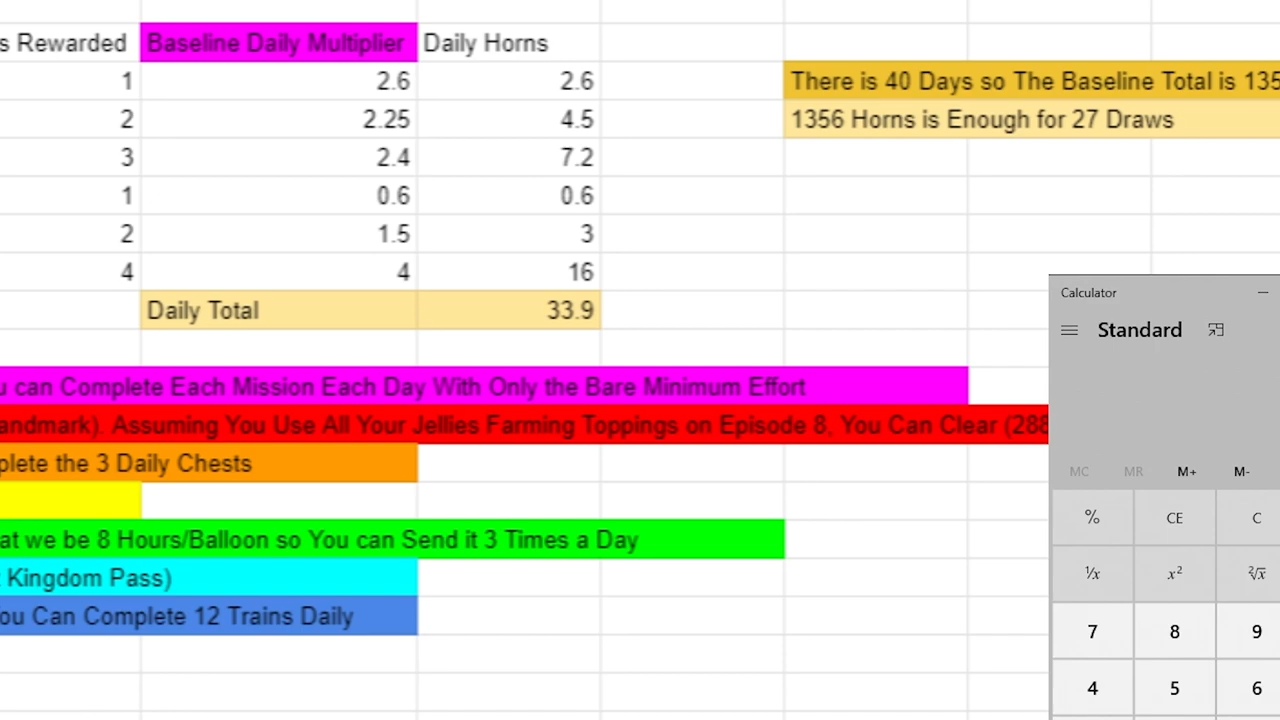 s Rewarded Baseline Daily Multiplier Daily Horns
1 2.6 2.6 There is 40 Days so The Baseline Total is 135
2 2.25 4.5 1356 Horns is Enough for 27 Draws
3 2.4 7.2
1 0.6 0.6
2 1.5 3
4 4 16
Daily Total 33.9
u can Complete Each Mission Each Day With Only the Bare Minimum Effort
andmark). Assuming You Use All Your Jellies Farming Toppings on Episode 8, You Can Clear (288
plete the 3 Daily Chests
at we be 8 Hours/Balloon so You can Send it 3 Times a Day
t Kingdom Pass)
ou Can Complete 12 Trains Daily
Calculator
Standard
MC MR M+ M-
% CE C
¹/x x² ²√x
7 8 9
4 5 6